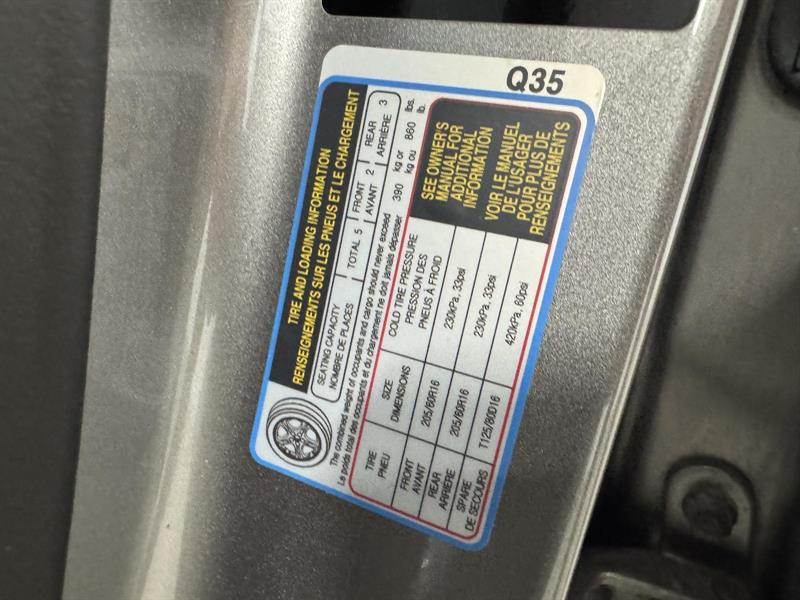 Q35
TIRE AND LOADING INFORMATION
RENSEIGNEMENTS SUR LES PNEUS ET LE CHARGEMENT
SEATING CAPACITY
NOMBRE DE PLACES
TOTAL 5
FRONT
AVANT 2
REAR
ARRIÈRE 3
The combined weight of occupants and cargo should never exceed 390 kg or 860 lbs.
Le poids total des occupants et du chargement ne doit jamais dépasser kg ou lb.
TIRE
PNEU
SIZE
DIMENSIONS
COLD TIRE PRESSURE
PRESSION DES
PNEUS À FROID
FRONT
AVANT
205/60R16
230kPa, 33psi
REAR
ARRIÈRE
205/60R16
230kPa, 33psi
SPARE
DE SECOURS
T125/80D16
420kPa, 60psi
SEE OWNER'S
MANUAL FOR
ADDITIONAL
INFORMATION
VOIR LE MANUEL
DE L'USAGER
POUR PLUS DE
RENSEIGNEMENTS